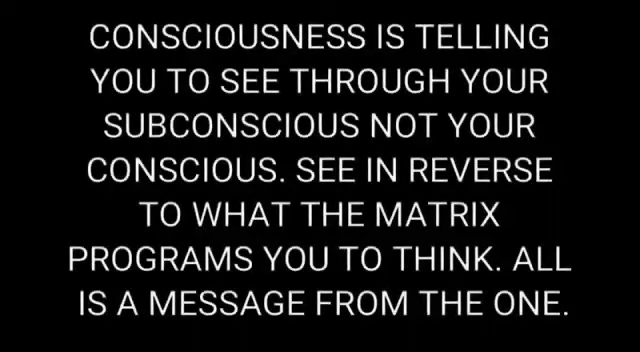 CONSCIOUSNESS IS TELLING
YOU TO SEE THROUGH YOUR
SUBCONSCIOUS NOT YOUR
CONSCIOUS. SEE IN REVERSE
TO WHAT THE MATRIX
PROGRAMS YOU TO THINK. ALL
IS A MESSAGE FROM THE ONE.